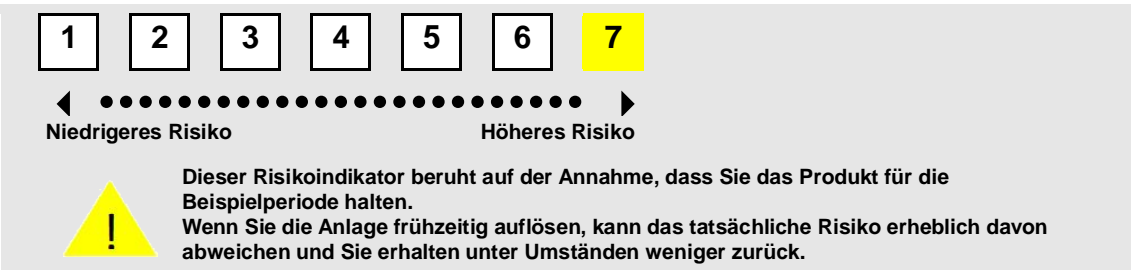 1 2 3 4 5 6 7
Niedrigeres Risiko Höheres Risiko
Dieser Risikoindikator beruht auf der Annahme, dass Sie das Produkt für die
Beispielperiode halten.
Wenn Sie die Anlage frühzeitig auflösen, kann das tatsächliche Risiko erheblich davon
abweichen und Sie erhalten unter Umständen weniger zurück.
!